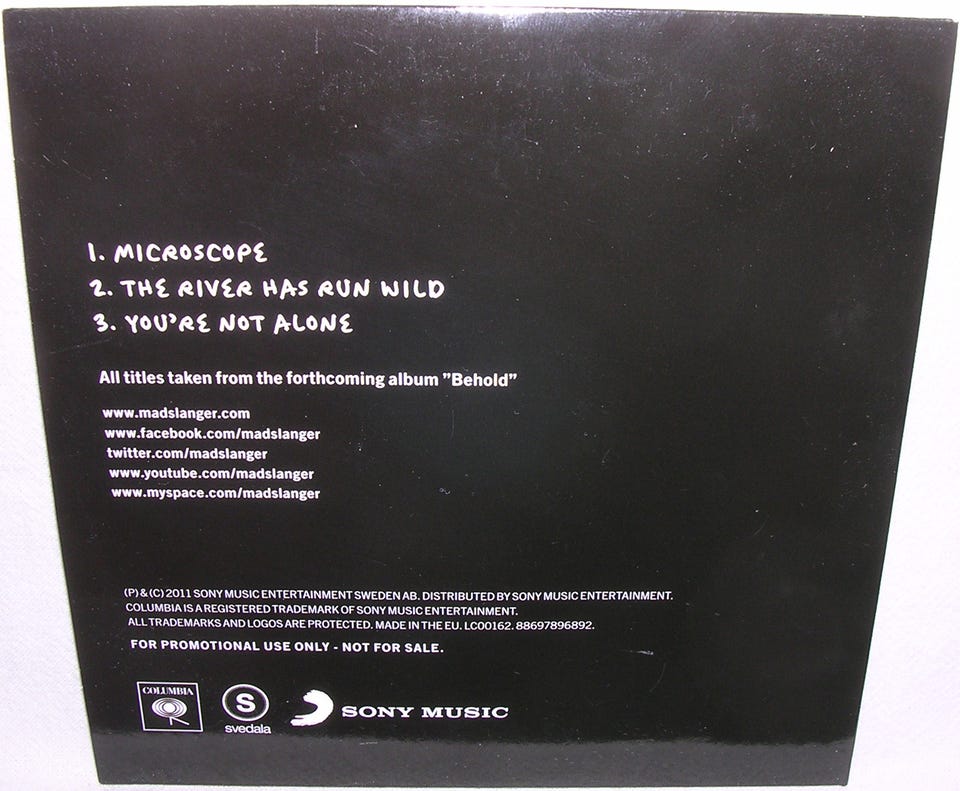 1. MICROSCOPE
2. THE RIVER HAS RUN WILD
3. YOU'RE NOT ALONE
All titles taken from the forthcoming album ”Behold”
www.madslanger.com
www.facebook.com/madslanger
twitter.com/madslanger
www.youtube.com/madslanger
www.myspace.com/madslanger
(P) & (C) 2011 SONY MUSIC ENTERTAINMENT SWEDEN AB. DISTRIBUTED BY SONY MUSIC ENTERTAINMENT.
COLUMBIA IS A REGISTERED TRADEMARK OF SONY MUSIC ENTERTAINMENT.
ALL TRADEMARKS AND LOGOS ARE PROTECTED. MADE IN THE EU. LC00162. 88697896892.
FOR PROMOTIONAL USE ONLY - NOT FOR SALE.
COLUMBIA
S
svedala
SONY MUSIC